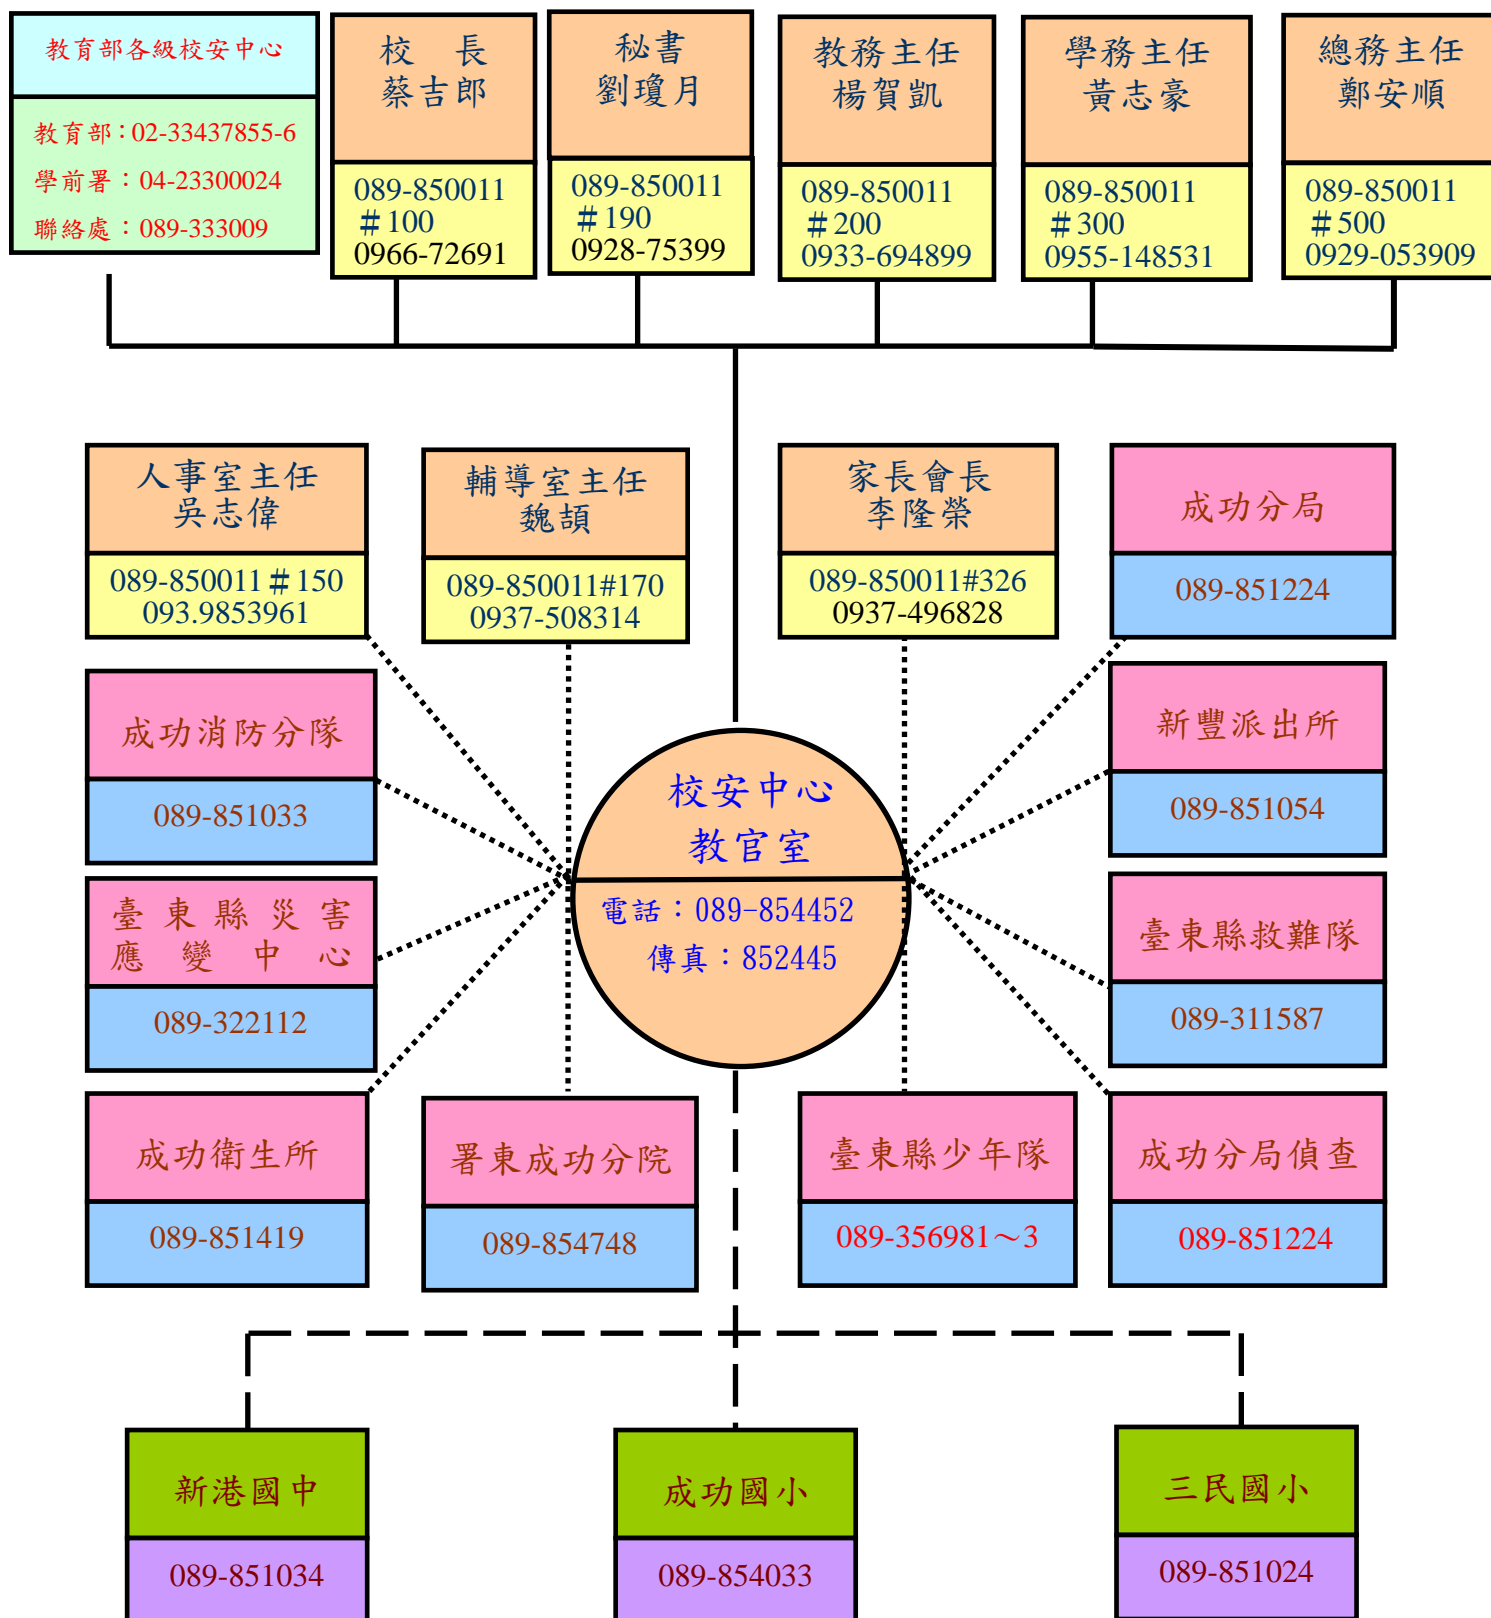 教育部各級校安中心
教育部：02-33437855-6
學前署：04-23300024
聯絡處：089-333009
校　長
蔡吉郎
089-850011
＃100
0966-72691
秘書
劉瓊月
089-850011
＃190
0928-75399
教務主任
楊賀凱
089-850011
＃200
0933-694899
學務主任
黃志豪
089-850011
＃300
0955-148531
總務主任
鄭安順
089-850011
＃500
0929-053909
人事室主任
吳志偉
089-850011＃150
093.9853961
輔導室主任
魏頡
089-850011#170
0937-508314
家長會長
李隆榮
089-850011#326
0937-496828
成功分局
089-851224
成功消防分隊
089-851033
新豐派出所
089-851054
校安中心
教官室
電話：089-854452
傳真：852445
臺東縣災害
應變中心
089-322112
臺東縣救難隊
089-311587
成功衛生所
089-851419
署東成功分院
089-854748
臺東縣少年隊
089-356981～3
成功分局偵查
089-851224
新港國中
089-851034
成功國小
089-854033
三民國小
089-851024